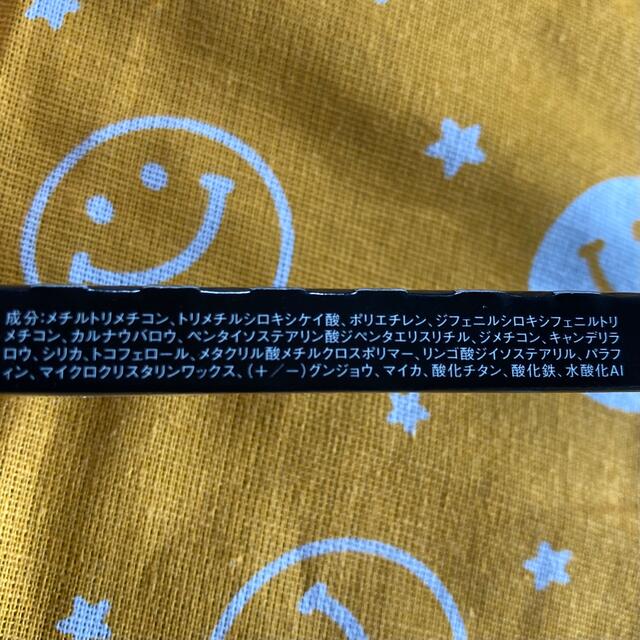 成分:メチルトリメチコン、トリメチルシロキシケイ酸、ポリエチレン、ジフェニルシロキシフェニルトリ
メチコン、カルナウバロウ、ペンタイソステアリン酸ジペンタエリスリチル、ジメチコン、キャンデリラ
ロウ、シリカ、トコフェロール、メタクリル酸メチルクロスポリマー、リンゴ酸ジイソステアリル、パラフ
ィン、マイクロクリスタリンワックス、(+/−)グンジョウ、マイカ、酸化チタン、酸化鉄、水酸化Al